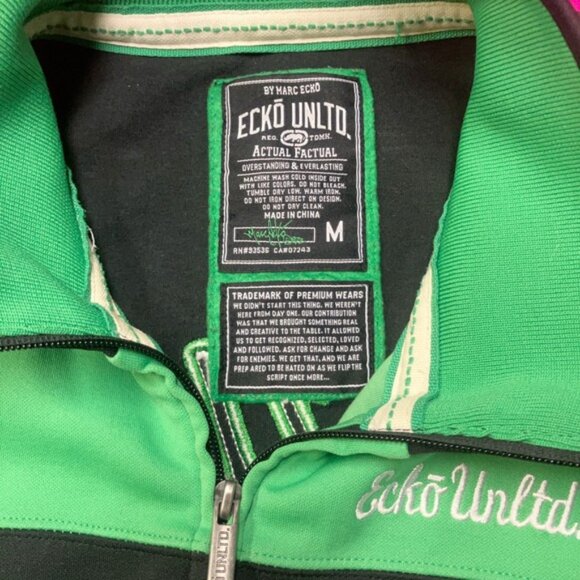 BY MARC ECKŌ
ECKŌ UNLTD.
REG. TDMK.
ACTUAL FACTUAL
OVERSTANDING & EVERLASTING
MACHINE WASH COLD INSIDE OUT
WITH LIKE COLORS. DO NOT BLEACH.
TUMBLE DRY LOW. WARM IRON.
DO NOT IRON DIRECT ON DESIGN.
DO NOT DRY CLEAN.
MADE IN CHINA
M
RN#93535 CA#07243
TRADEMARK OF PREMIUM WEARS
WE DIDN'T START THIS THING. WE WEREN'T
HERE FROM DAY ONE. OUR CONTRIBUTION
WAS THAT WE BROUGHT SOMETHING REAL
AND CREATIVE TO THE TABLE. IT ALLOWED
US TO GET RECOGNIZED, SELECTED, LOVED
AND FOLLOWED. ASK FOR CHANGE AND ASK
FOR ENEMIES. WE GET THAT, AND WE ARE
PREP ARED TO BE HATED ON AS WE FLIP THE
SCRIPT ONCE MORE...
Eckō Unltd.
UNLTD.